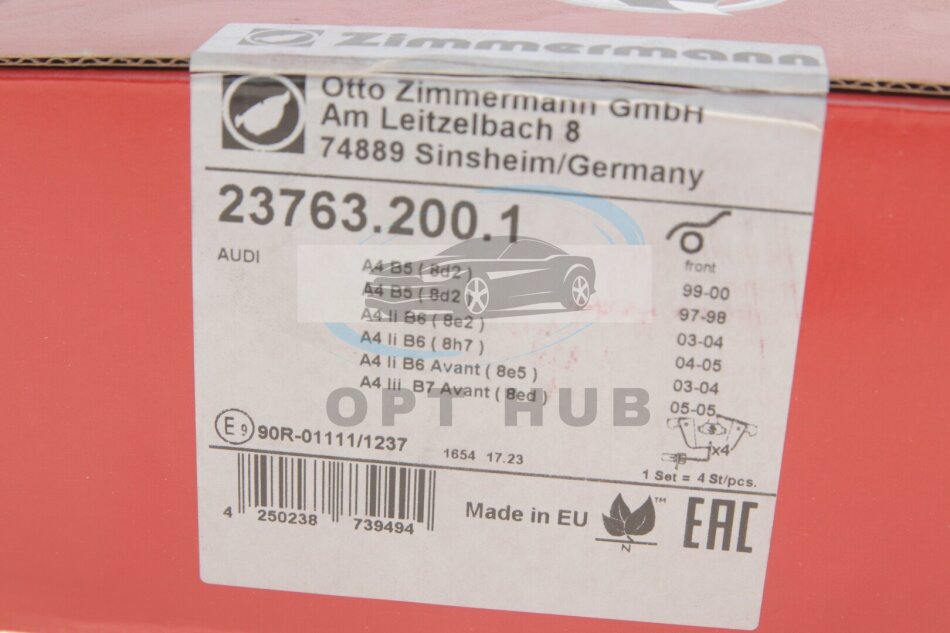 Zimmermann
Otto Zimmermann GmbH
Am Leitzelbach 8
74889 Sinsheim/Germany
23763.200.1
AUDI
front
A4 B5 ( 8d2 ) 99-00
A4 B5 ( 8d2 97-98
A4 Ii B6 ( 8e2 ) 03-04
A4 Ii B6 ( 8h7 ) 04-05
A4 Ii B6 Avant ( 8e5 ) 03-04
A4 Iii B7 Avant ( 8ed ) 05-05
OPT HUB
E9 90R-01111/1237
1654 17.23
x4
1 Set = 4 St/pcs.
4 250238 739494
Made in EU
N
™
EAC